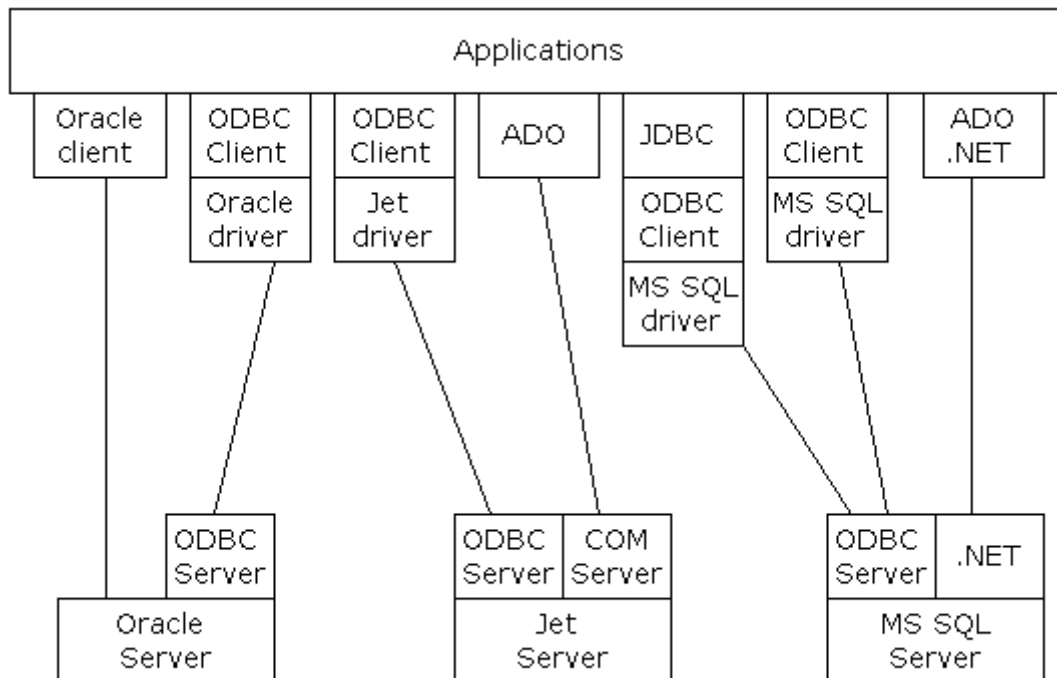 Applications
Oracle
client
ODBC
Client
Oracle
driver
ODBC
Client
Jet
driver
ADO
JDBC
ODBC
Client
MS SQL
driver
ODBC
Client
MS SQL
driver
ADO
.NET
ODBC
Server
Oracle
Server
ODBC
Server
COM
Server
Jet
Server
ODBC
Server
.NET
MS SQL
Server